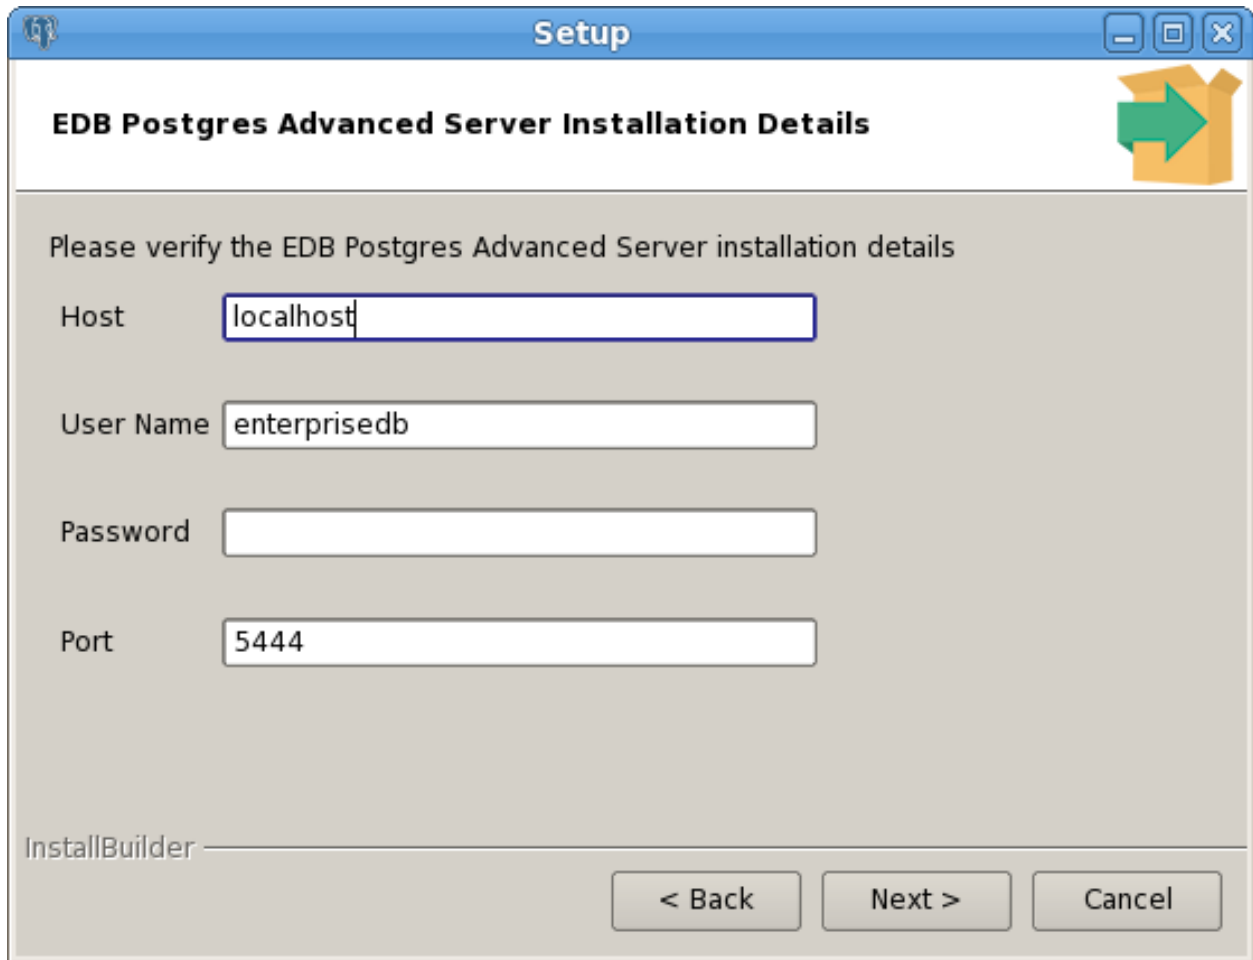 Setup
EDB Postgres Advanced Server Installation Details
Please verify the EDB Postgres Advanced Server installation details
Host localhost
User Name enterprisedb
Password
Port 5444
InstallBuilder
< Back Next > Cancel